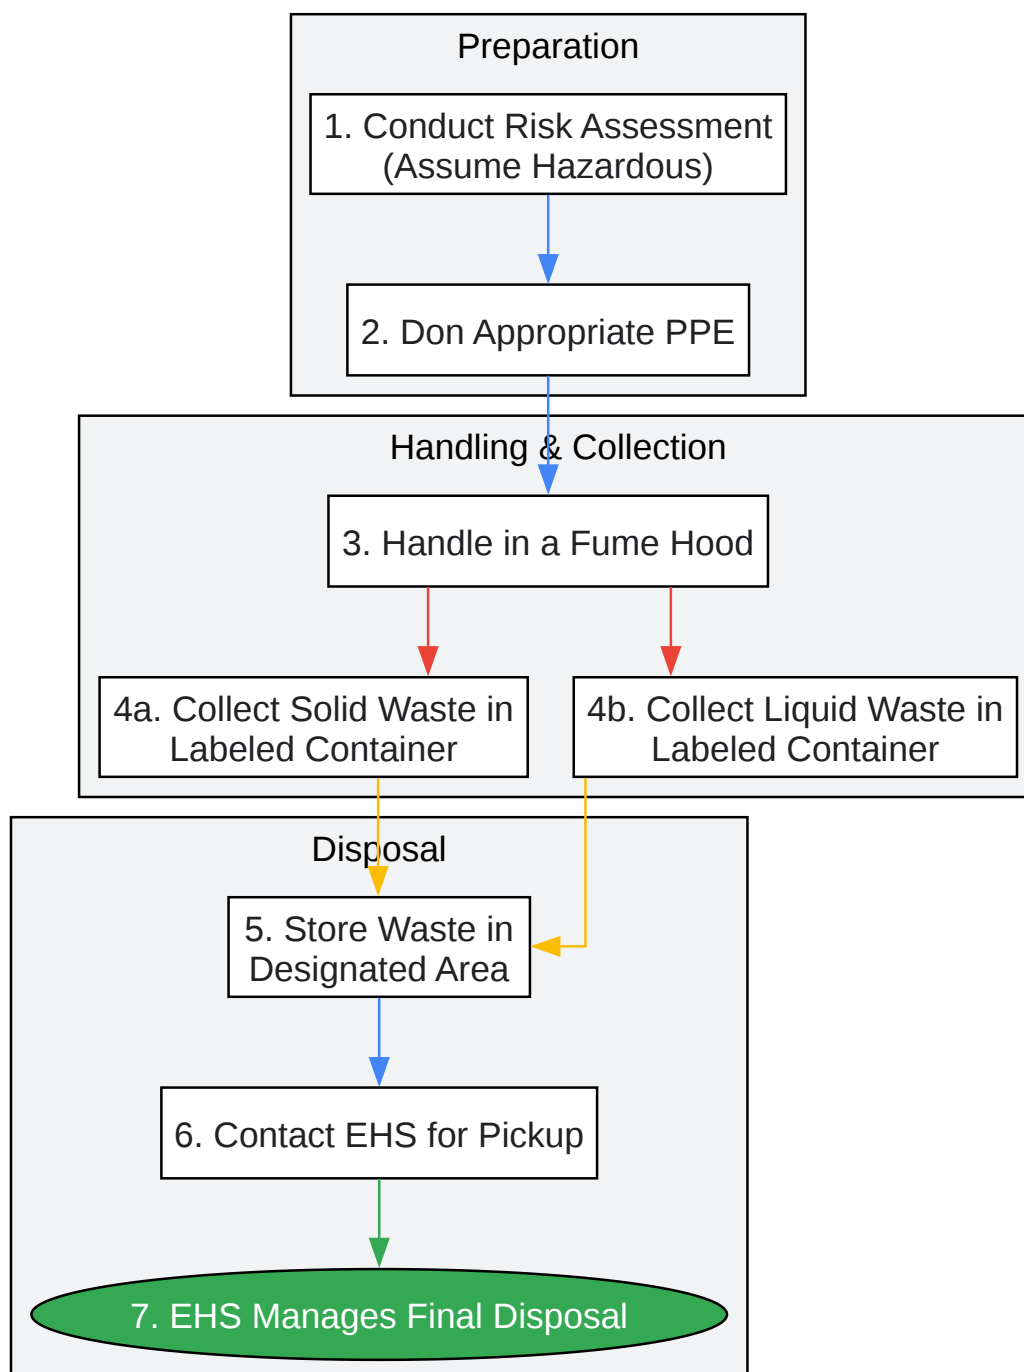 Preparation
1. Conduct Risk Assessment
(Assume Hazardous)
2. Don Appropriate PPE
Handling & Collection
3. Handle in a Fume Hood
4a. Collect Solid Waste in
Labeled Container
4b. Collect Liquid Waste in
Labeled Container
Disposal
5. Store Waste in
Designated Area
6. Contact EHS for Pickup
7. EHS Manages Final Disposal